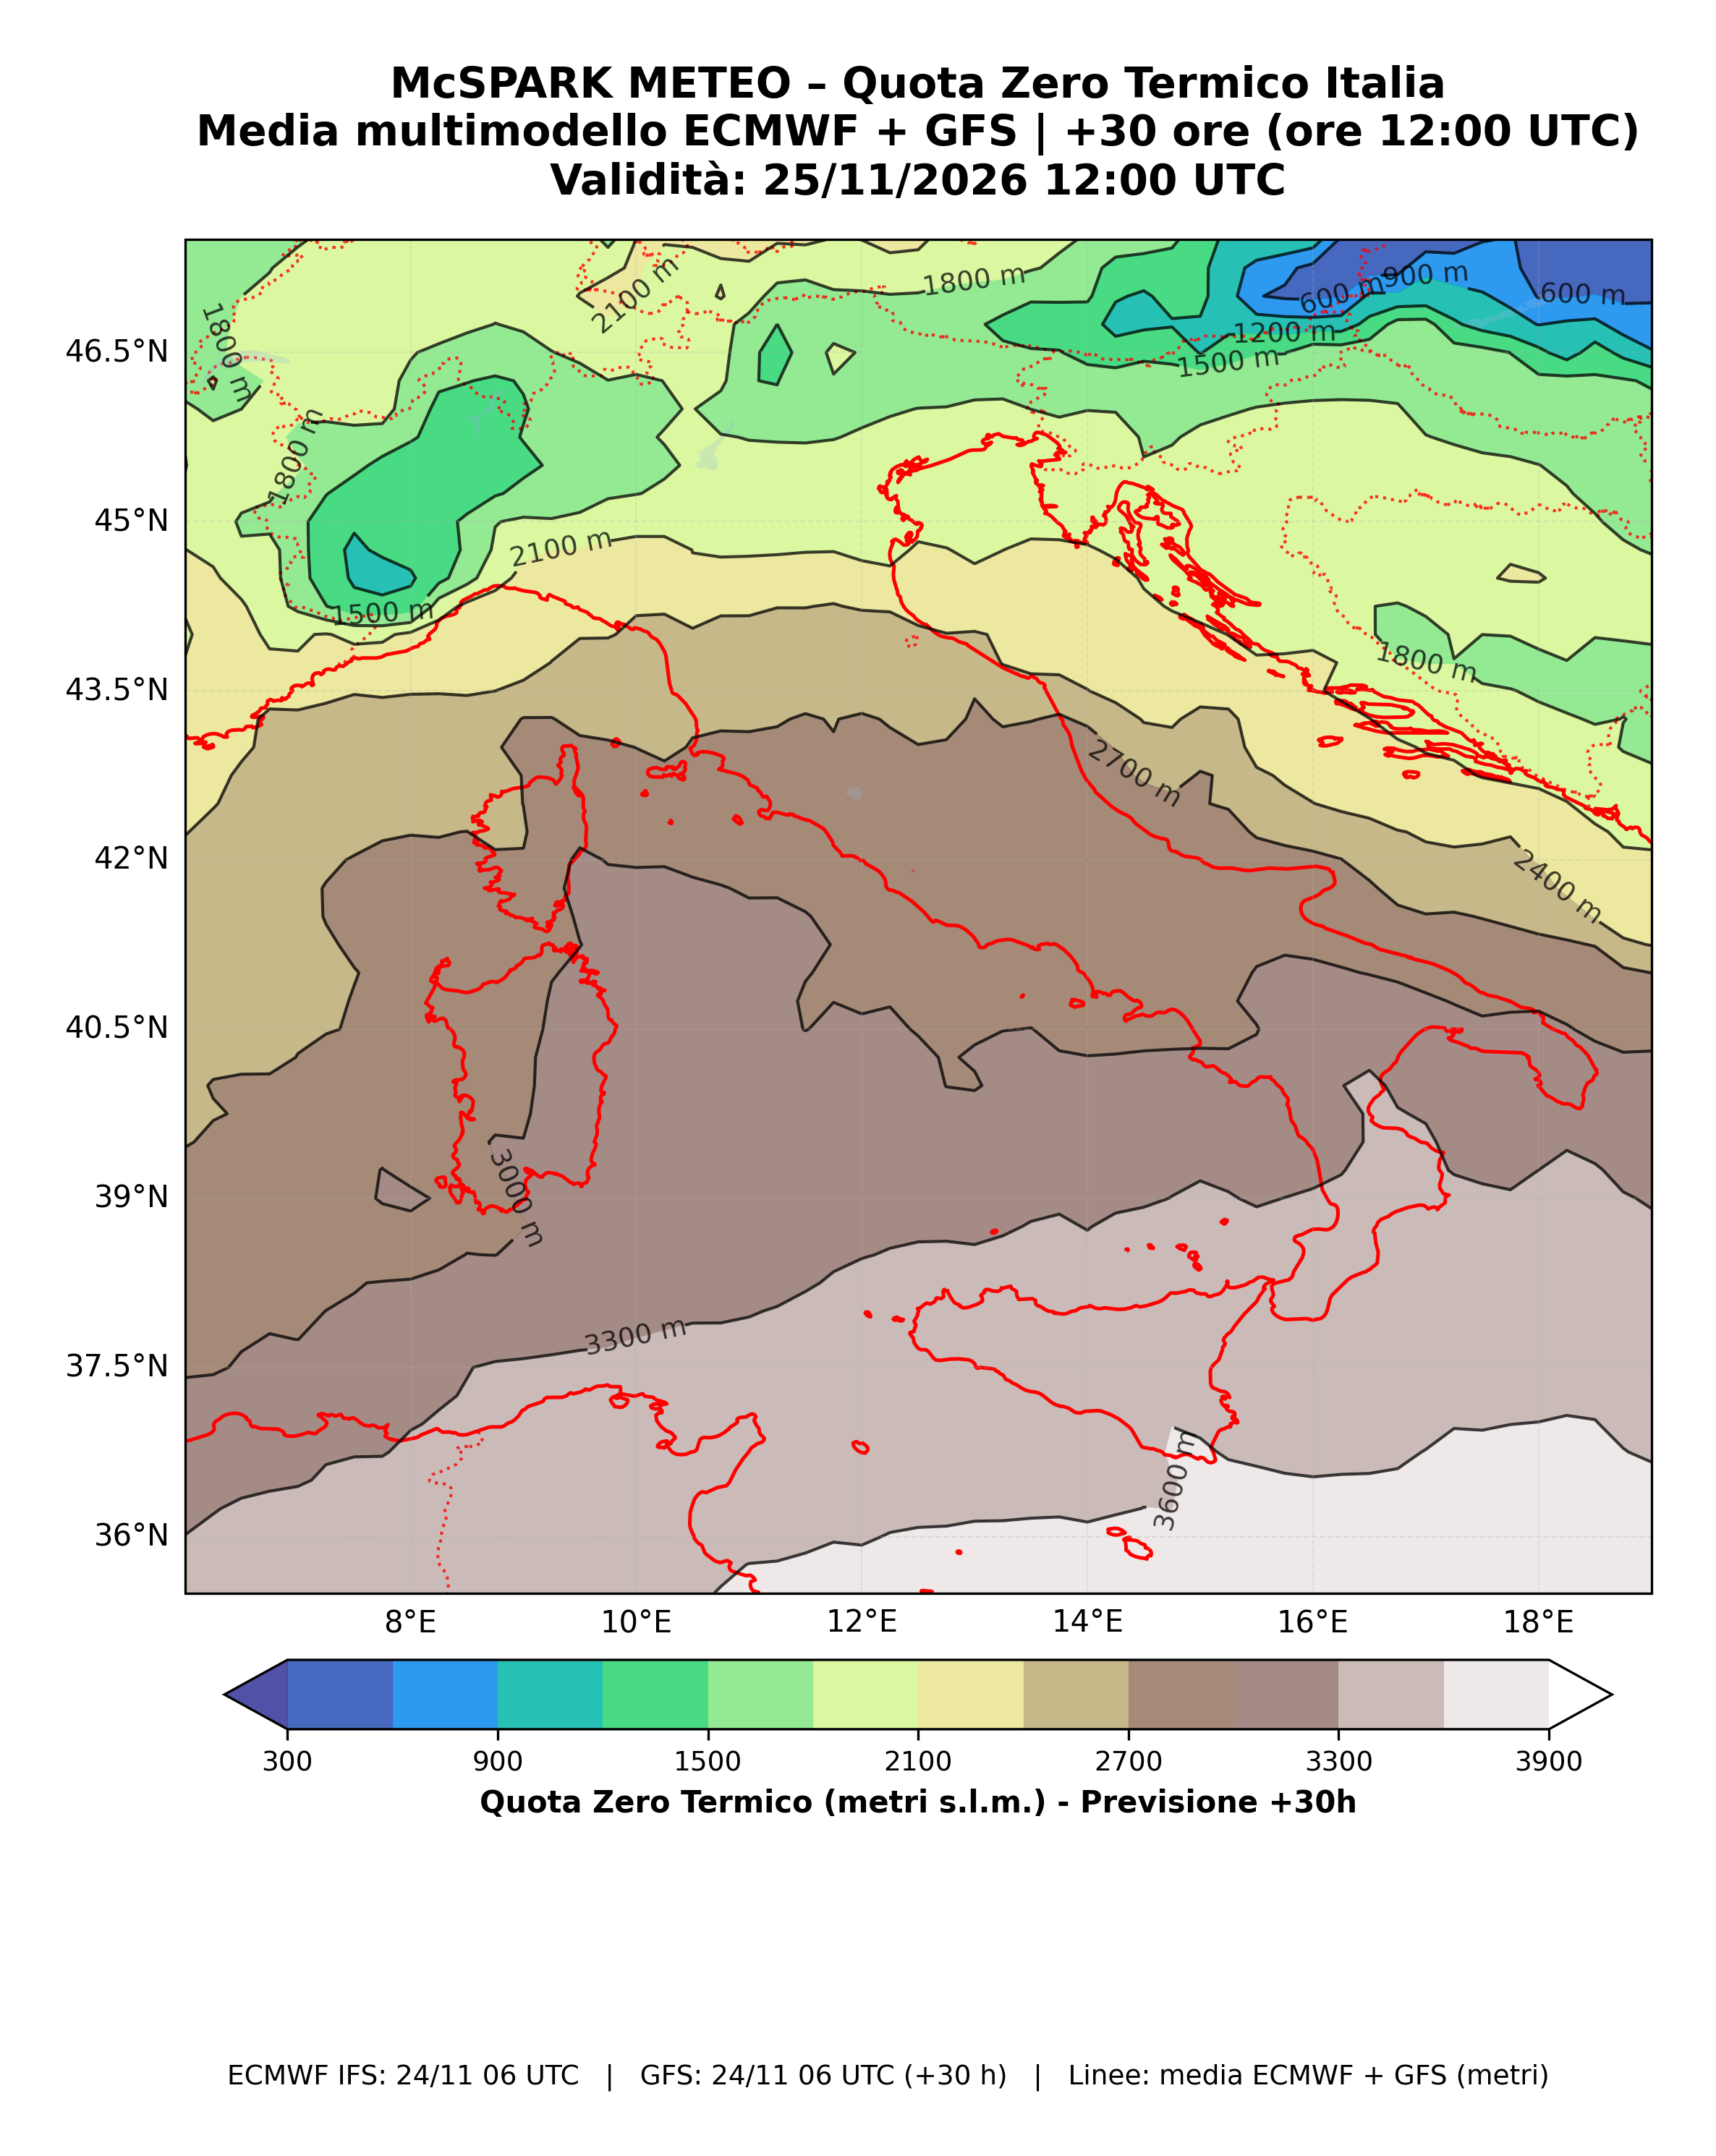 McSPARK METEO – Quota Zero Termico Italia
Media multimodello ECMWF + GFS | +30 ore (ore 12:00 UTC)
Validità: 25/11/2026 12:00 UTC
2100 m
1800 m
900 m
600 m
600 m
1800 m
1200 m
1500 m
46.5°N
1800 m
45°N
2100 m
1500 m
1800 m
43.5°N
2700 m
42°N
2400 m
40.5°N
39°N
3000 m
3300 m
37.5°N
3600 m
36°N
8°E 10°E 12°E 14°E 16°E 18°E
300 900 1500 2100 2700 3300 3900
Quota Zero Termico (metri s.l.m.) - Previsione +30h
ECMWF IFS: 24/11 06 UTC | GFS: 24/11 06 UTC (+30 h) | Linee: media ECMWF + GFS (metri)